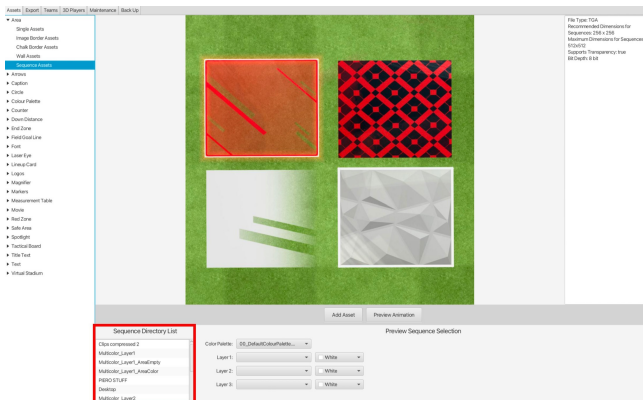 Assets Export Teams 3D Players Maintenance Back Up
Area
Single Assets
Image Border Assets
Chalk Border Assets
Wall Assets
Sequence Assets
Arrows
Caption
Circle
Colour Palette
Counter
Down Distance
End Zone
Field Goal Line
Font
Laser Eye
Lineup Card
Logos
Magnifier
Markers
Measurement Table
Movie
Red Zone
Safe Area
Spotlight
Tactical Board
Title Text
Text
Virtual Stadium
File Type: TGA
Recommended Dimensions for
Sequences: 256 x 256
Maximum Dimensions for Sequences
512x512
Supports Transparency: true
Bit Depth: 8 bit
Add Asset Preview Animation
Sequence Directory List
Clips compressed 2
Multicolor_Layer1
Multicolor_Layer1_AreaEmpty
Multicolor_Layer1_AreaColor
PIERO STUFF
Desktop
Multicolor_Layer2
Preview Sequence Selection
Color Palette: 00_DefaultColourPalette...
Layer 1: White
Layer 2: White
Layer 3: White